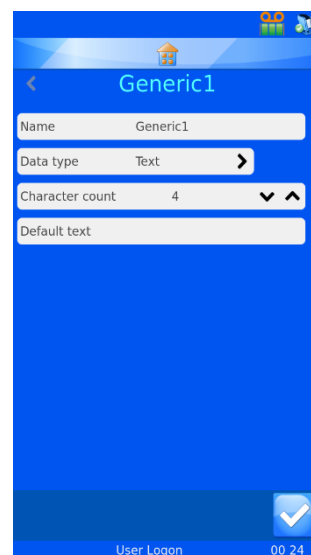 Generic1
Name Generic1
Data type Text
Character count 4
Default text
User Logon 00 24